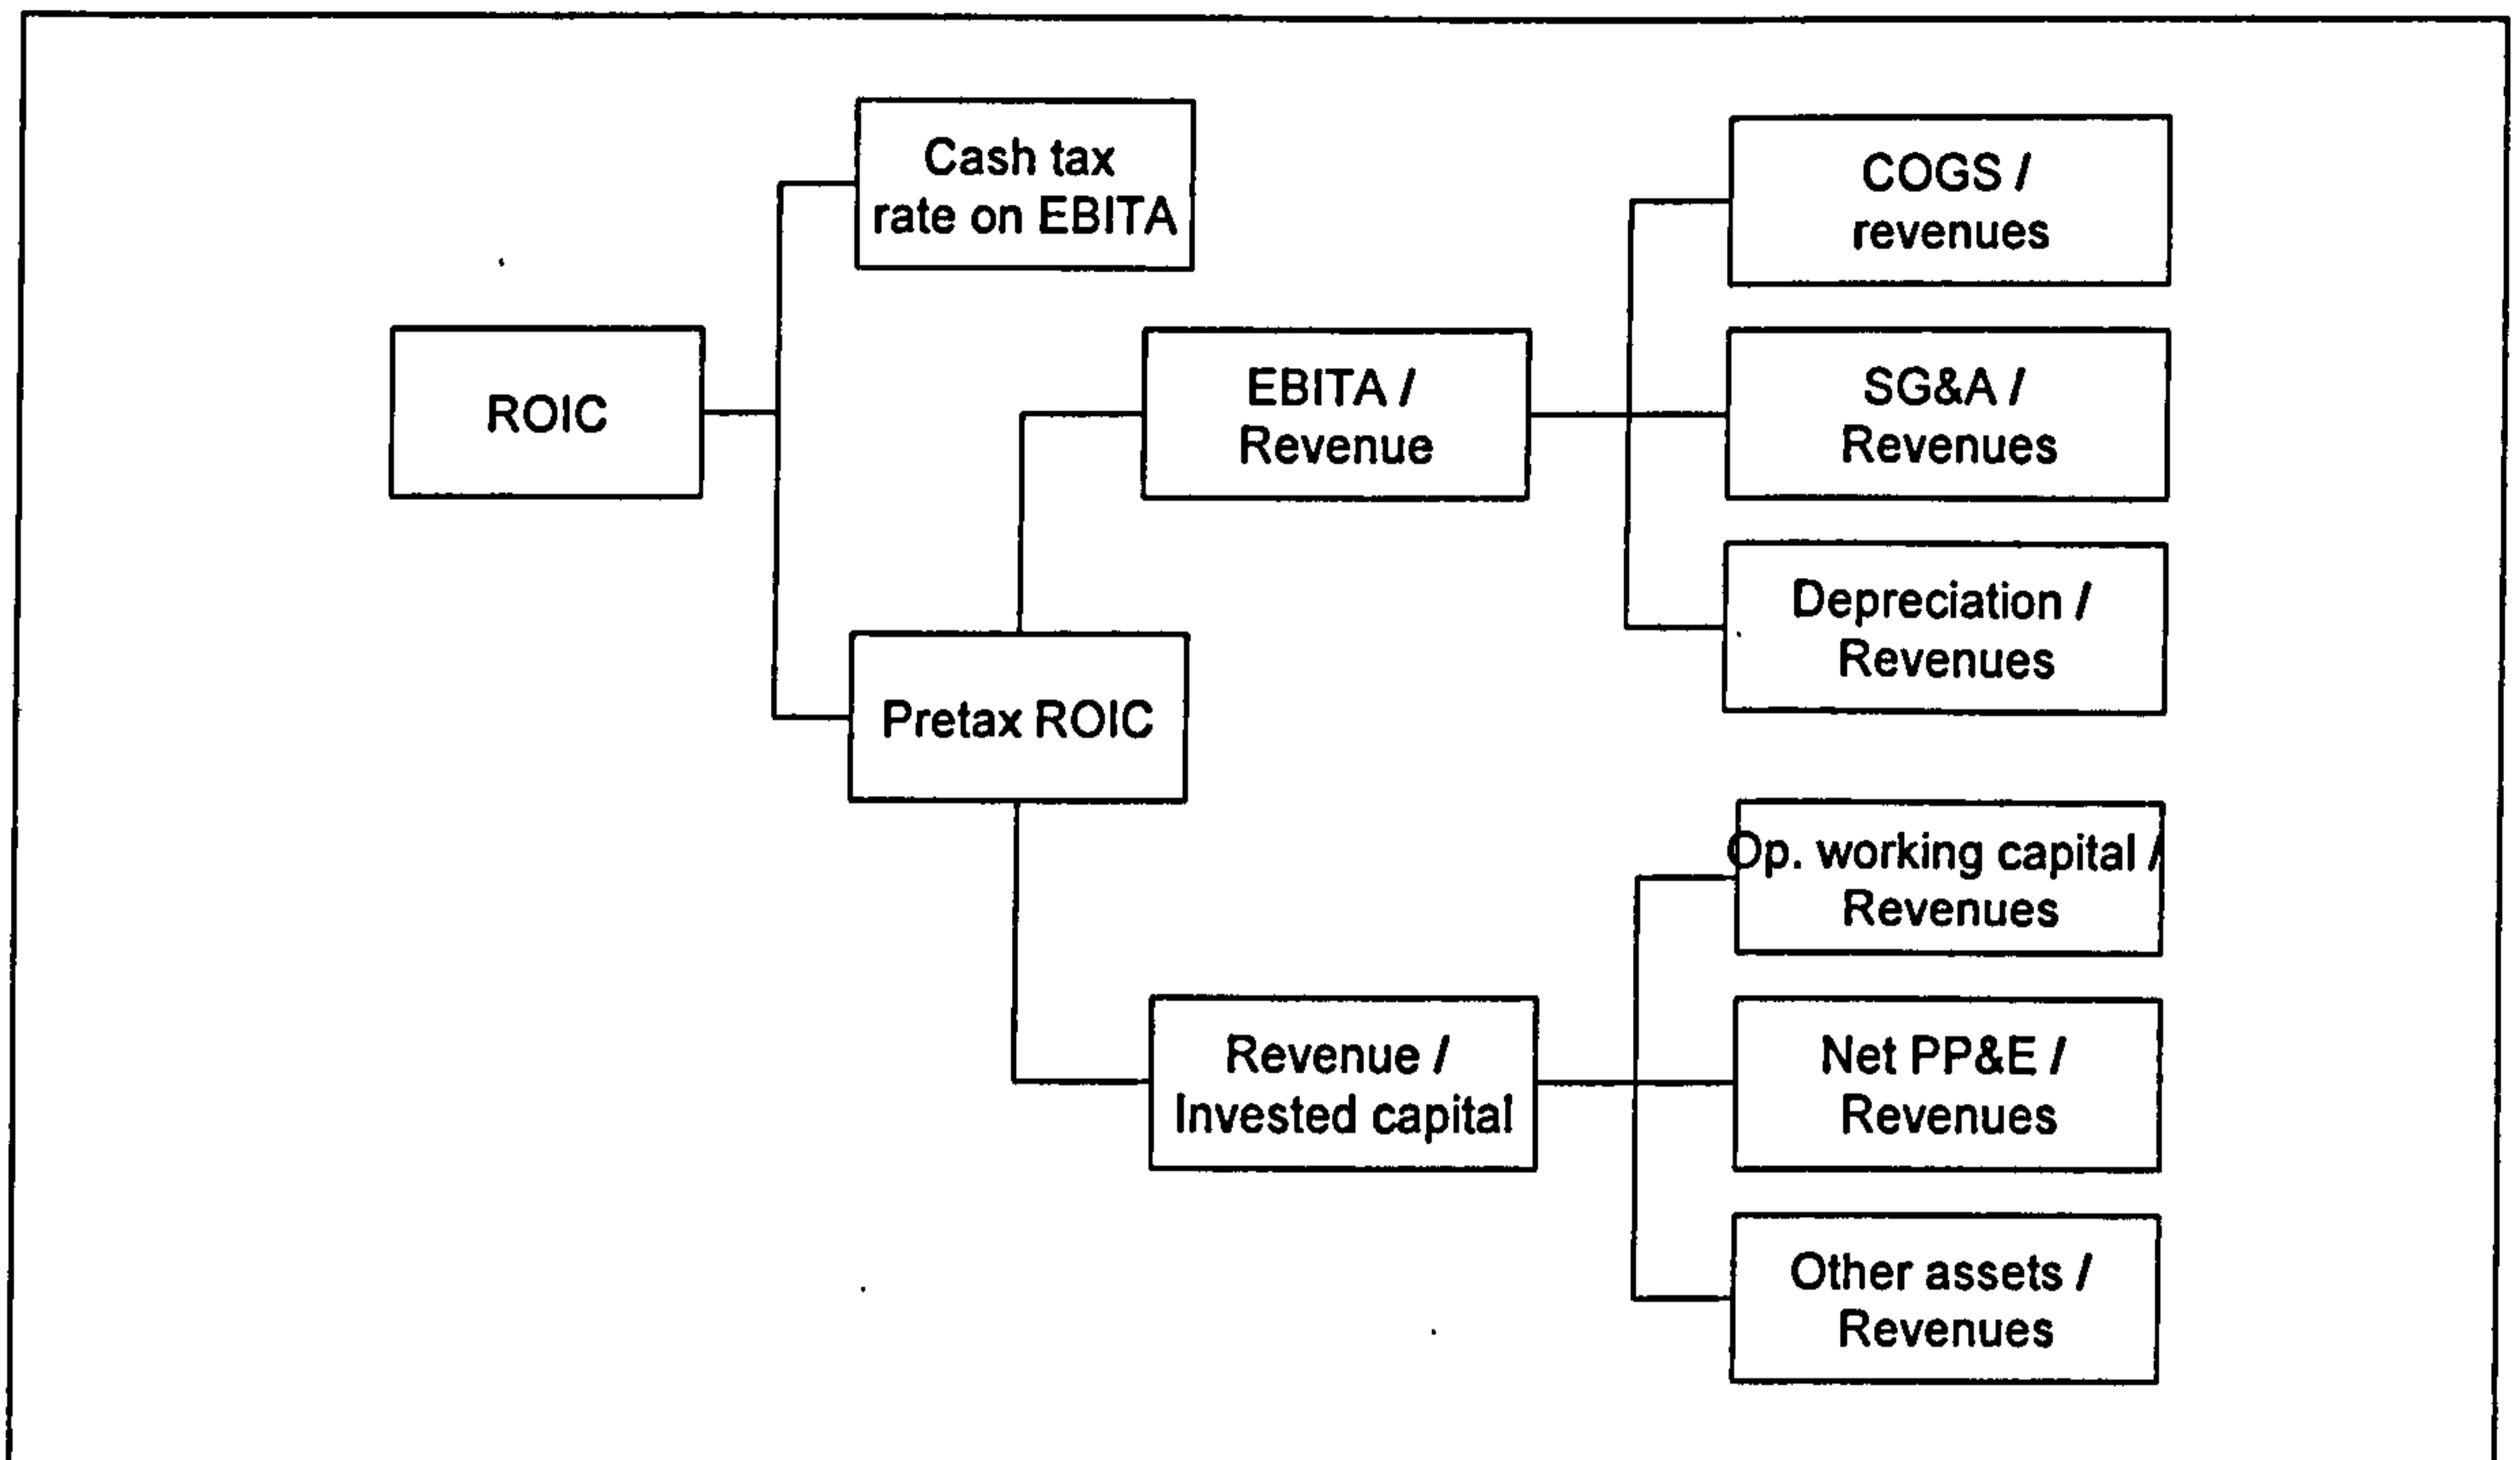 Cash tax
rate on EBITA
COGS /
revenues
ROIC
EBITA /
Revenue
SG&A /
Revenues
Depreciation /
Revenues
Pretax ROIC
Op. working capital /
Revenues
Revenue /
Invested capital
Net PP&E /
Revenues
Other assets /
Revenues